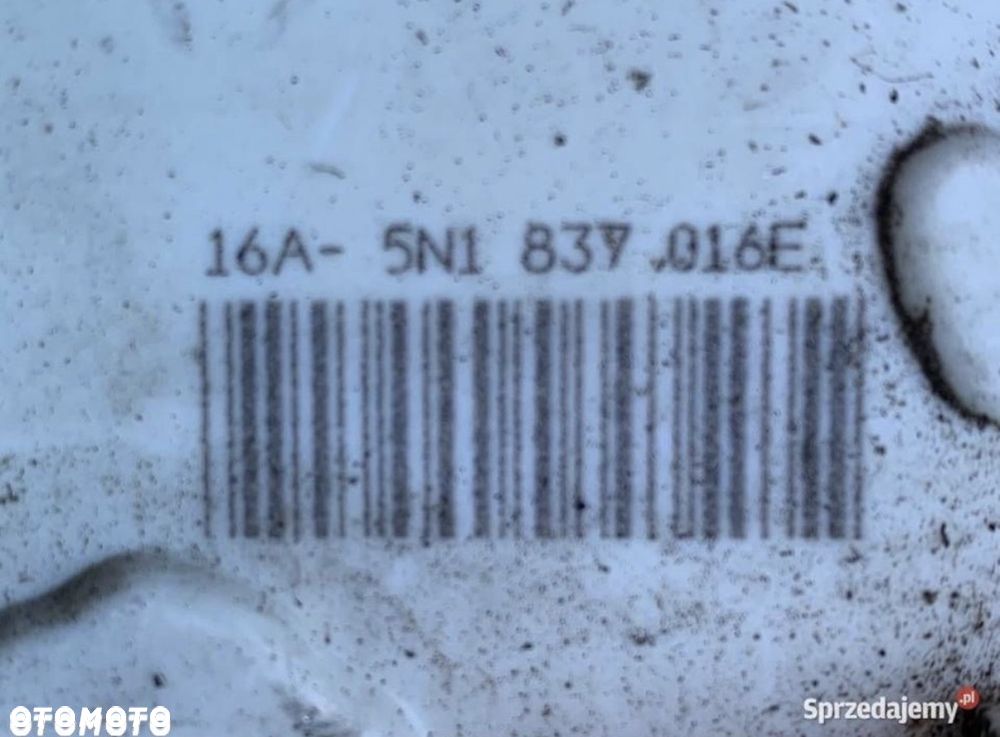 16A- 5N1 837 016E
OTOMOTO
Sprzedajemy.pl